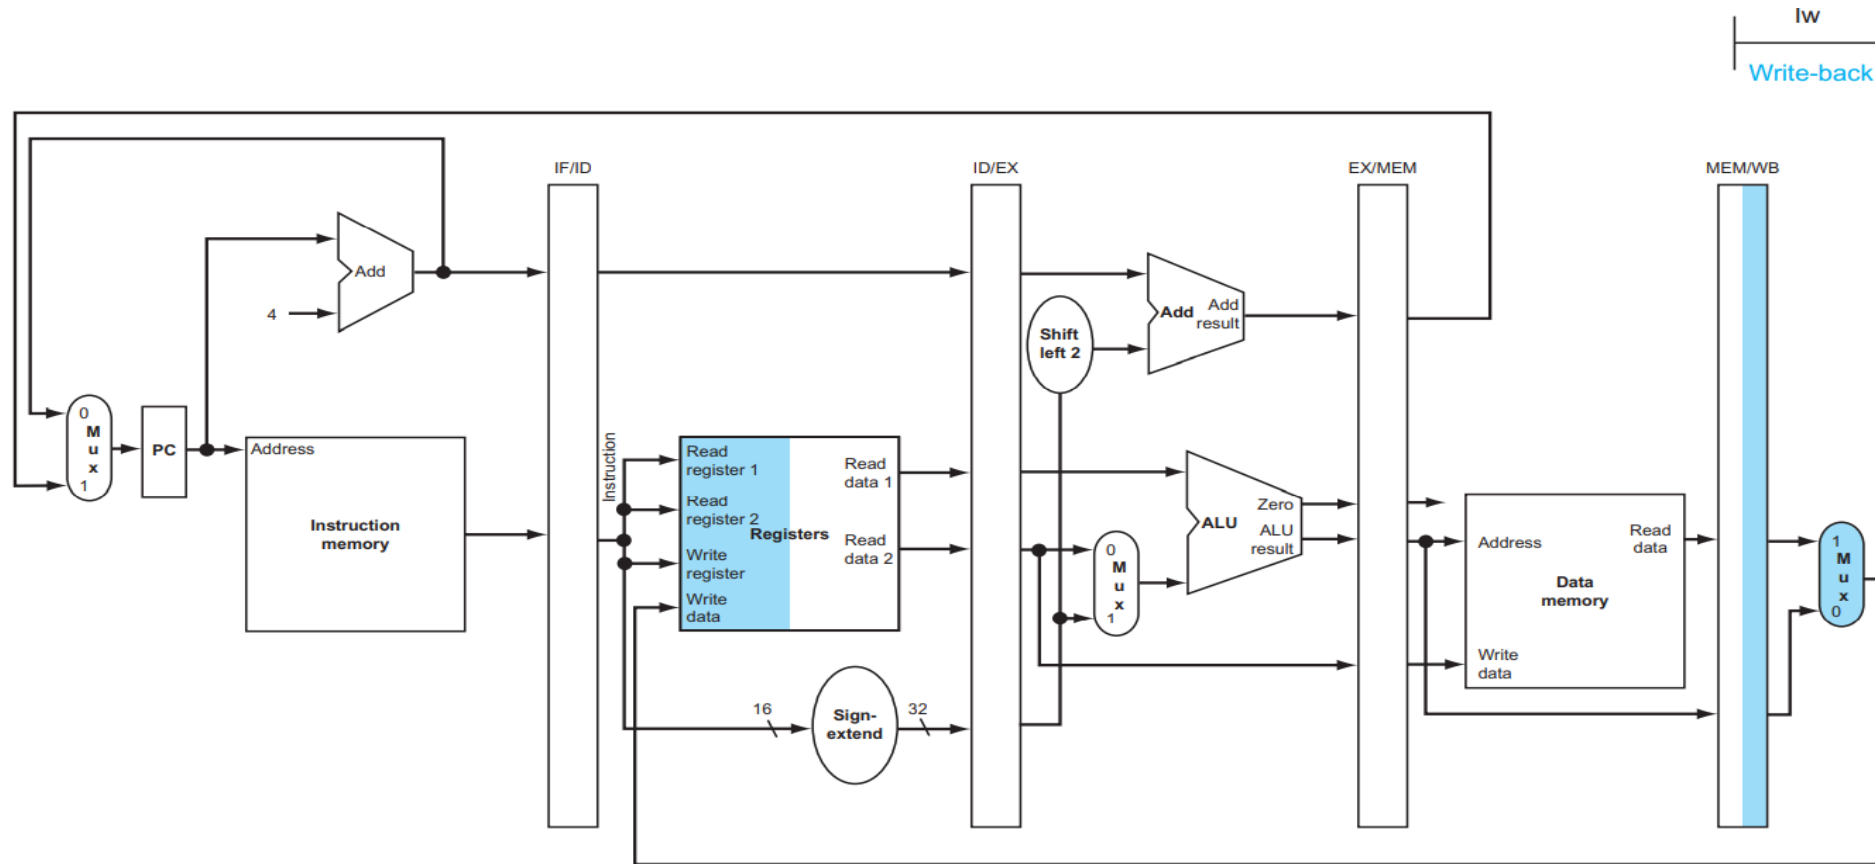 lw
Write-back
IF/ID
ID/EX
EX/MEM
MEM/WB
Add
4
Shift
left 2
Add
Add
result
0
M
u
x
1
PC
Address
Instruction
memory
Instruction
Read
register 1
Read
register 2
Write
register
Write
data
Registers
Read
data 1
Read
data 2
16
Sign-
extend
32
0
M
u
x
1
Zero
ALU
ALU
result
Address
Read
data
Data
memory
Write
data
1
M
u
x
0